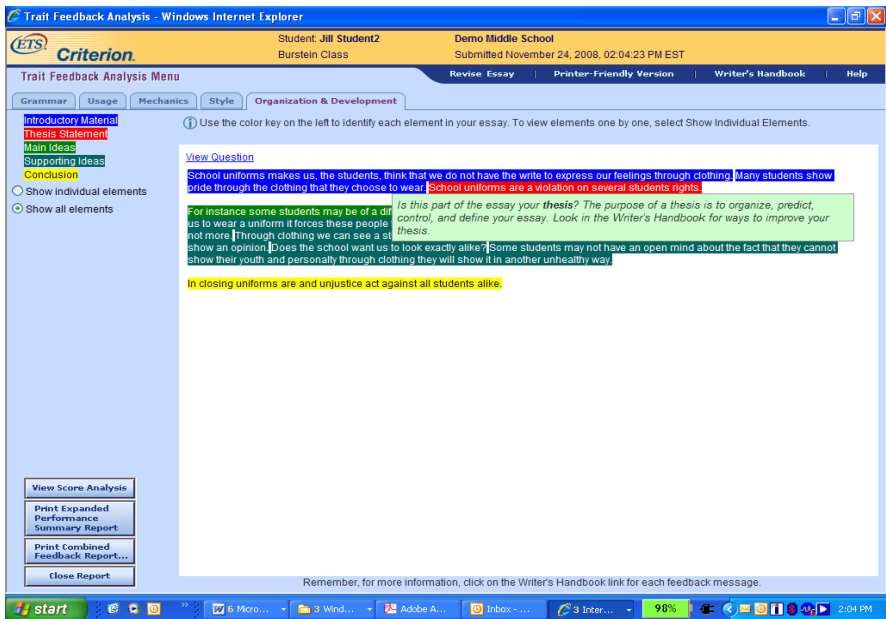 Trait Feedback Analysis - Windows Internet Explorer
ETS
Criterion.
Student: Jill Student2
Burstein Class
Demo Middle School
Submitted November 24, 2008, 02:04:23 PM EST
Trait Feedback Analysis Menu
Revise Essay | Printer-Friendly Version | Writer's Handbook | Help
Grammar Usage Mechanics Style Organization & Development
Introductory Material
Thesis Statement
Main Ideas
Supporting Ideas
Conclusion
Show individual elements
Show all elements
Use the color key on the left to identify each element in your essay. To view elements one by one, select Show Individual Elements.
View Question
School uniforms makes us, the students, think that we do not have the write to express our feelings through clothing. Many students show
pride through the clothing that they choose to wear. School uniforms are a violation on several students rights.
Is this part of the essay your thesis? The purpose of a thesis is to organize, predict,
control, and define your essay. Look in the Writer's Handbook for ways to improve your
thesis.
For instance some students may be of a dif
us to wear a uniform it forces these people
not more. Through clothing we can see a st
show an opinion. Does the school want us to look exactly alike? Some students may not have an open mind about the fact that they cannot
show their youth and personalty through clothing they will show it in another unhealthy way.
In closing uniforms are and unjustice act against all students alike.
View Score Analysis
Print Expanded
Performance
Summary Report
Print Combined
Feedback Report...
Close Report
Remember, for more information, click on the Writer's Handbook link for each feedback message.
start
6 Micro...
3 Wind...
Adobe A...
Inbox - ...
3 Inter...
98%
2:04 PM